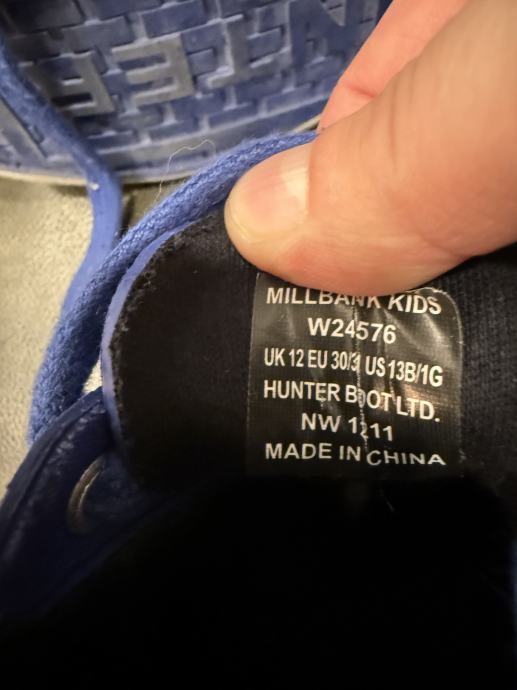 MILLBANK KIDS
W24576
UK 12 EU 30/31 US 13B/1G
HUNTER BOOT LTD.
NW 1211
MADE IN CHINA